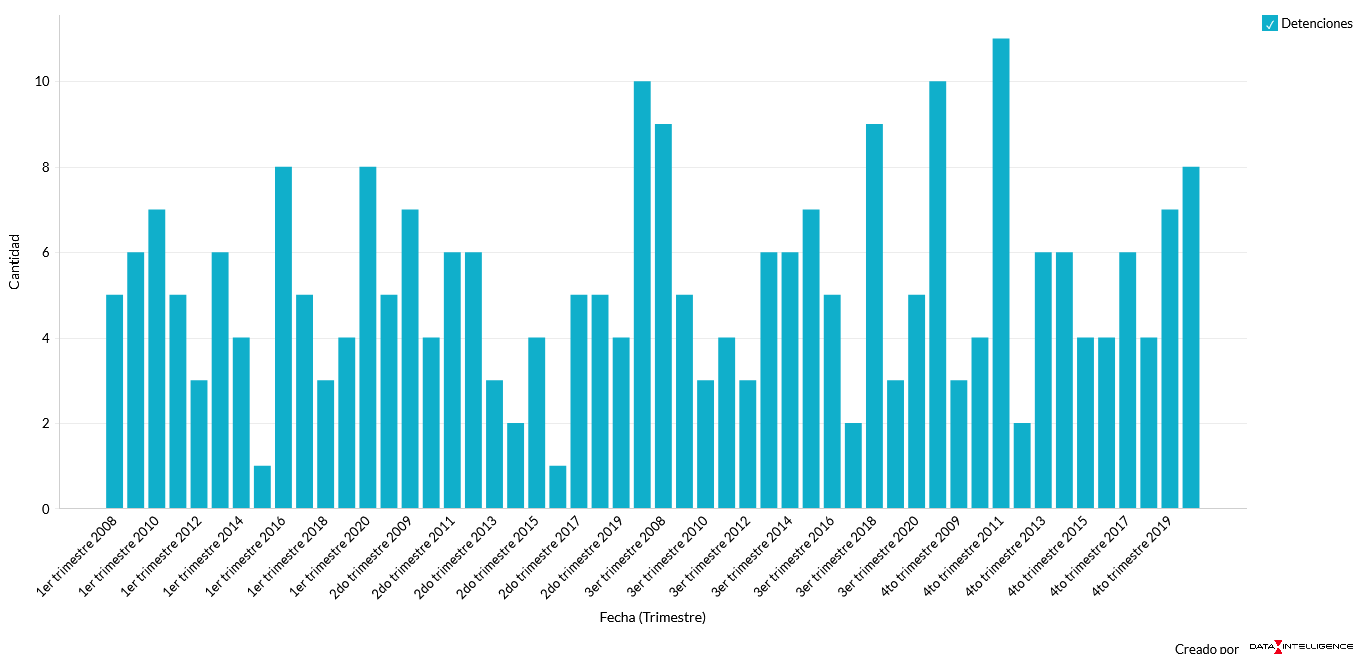 Detenciones
10
8
6
4
2
0
Cantidad
1er trimestre 2008
1er trimestre 2010
1er trimestre 2012
1er trimestre 2014
1er trimestre 2016
1er trimestre 2018
1er trimestre 2020
2do trimestre 2009
2do trimestre 2011
2do trimestre 2013
2do trimestre 2015
2do trimestre 2017
2do trimestre 2019
3er trimestre 2008
3er trimestre 2010
3er trimestre 2012
3er trimestre 2014
3er trimestre 2016
3er trimestre 2018
3er trimestre 2020
4to trimestre 2009
4to trimestre 2011
4to trimestre 2013
4to trimestre 2015
4to trimestre 2017
4to trimestre 2019
Fecha (Trimestre)
Creado por DATA INTELLIGENCE